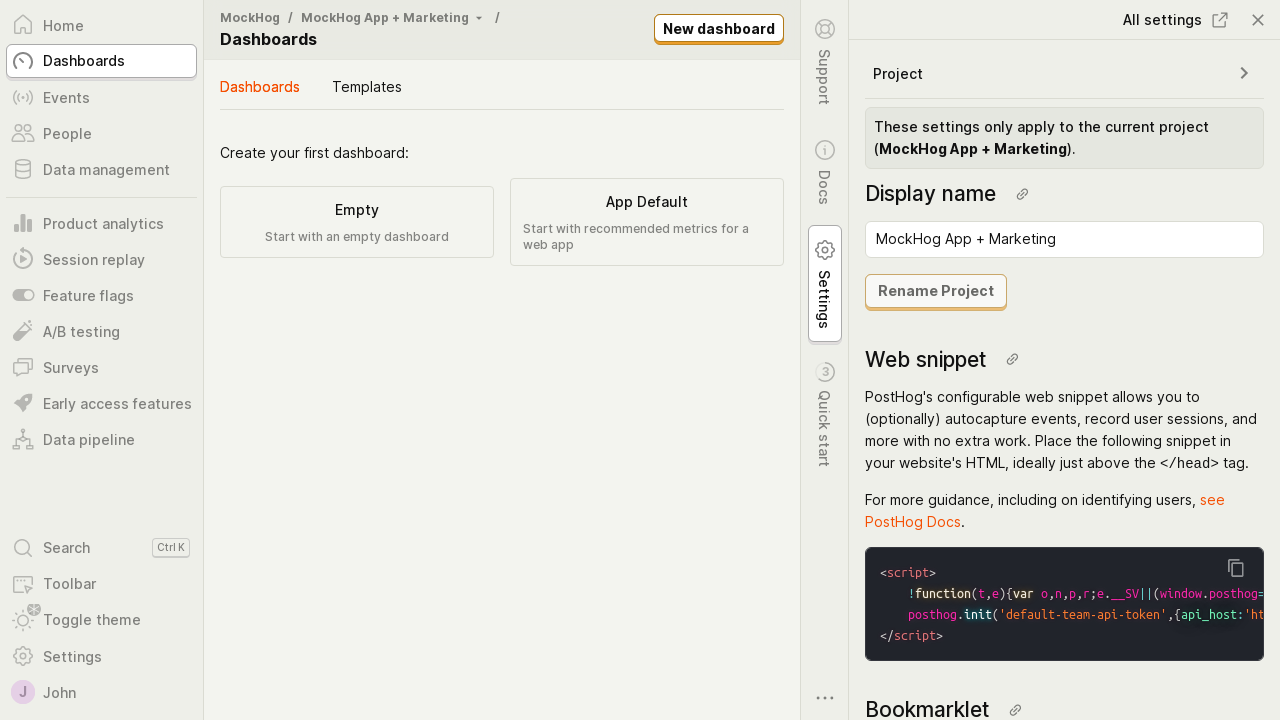 Home
Dashboards
Events
People
Data management
Product analytics
Session replay
Feature flags
A/B testing
Surveys
Early access features
Data pipeline
Search
Ctrl K
Toolbar
Toggle theme
Settings
J
John
MockHog / MockHog App + Marketing /
Dashboards
New dashboard
Dashboards
Templates
Create your first dashboard:
Empty
Start with an empty dashboard
App Default
Start with recommended metrics for a
web app
Support
Docs
Settings
3
Quick start
All settings
Project
These settings only apply to the current project
(MockHog App + Marketing).
Display name
MockHog App + Marketing
Rename Project
Web snippet
PostHog's configurable web snippet allows you to
(optionally) autocapture events, record user sessions, and
more with no extra work. Place the following snippet in
your website's HTML, ideally just above the </head> tag.
For more guidance, including on identifying users, see
PostHog Docs.
<script>
!function(t,e){var o,n,p,r;e.__SV||(window.posthog=
posthog.init('default-team-api-token',{api_host:'ht
</script>
Bookmarklet